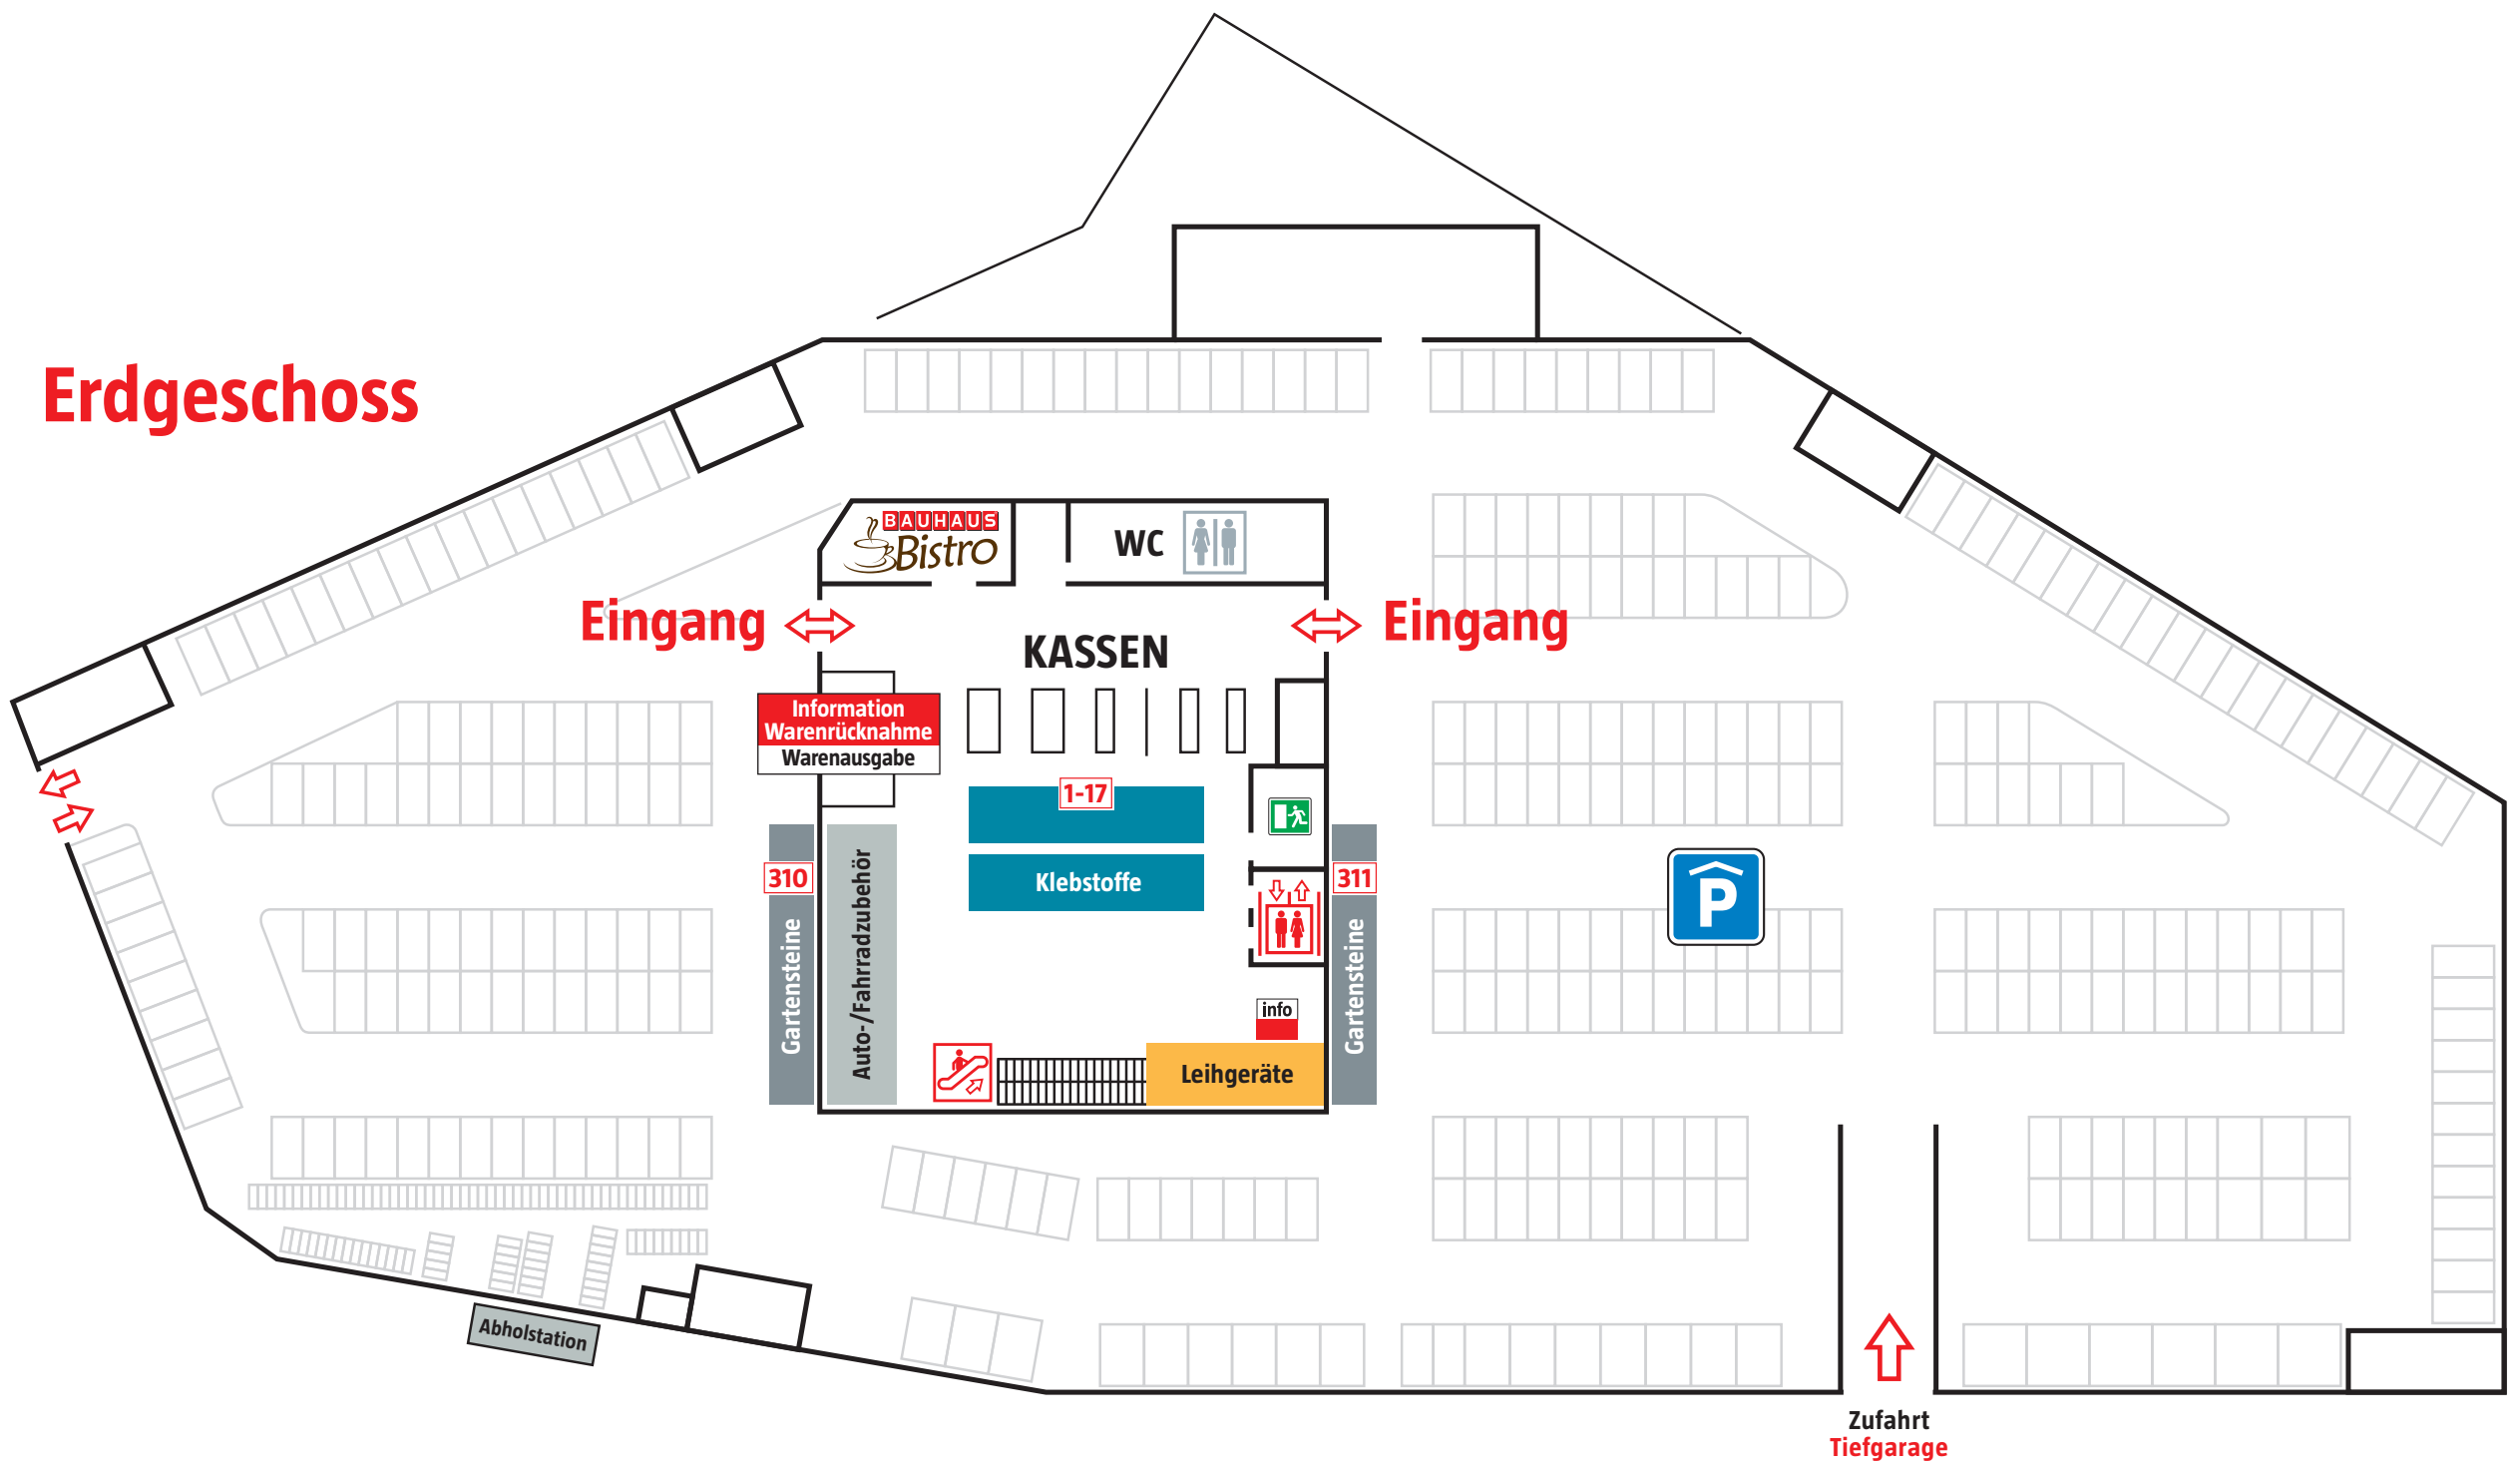 Erdgeschoss
BAUHAUS
Bistro
WC
Eingang
Eingang
KASSEN
Information
Warenrücknahme
Warenausgabe
1-17
Klebstoffe
310
Gartensteine
Auto-/Fahrradzubehör
311
Gartensteine
P
info
Leihgeräte
Abholstation
Zufahrt
Tiefgarage